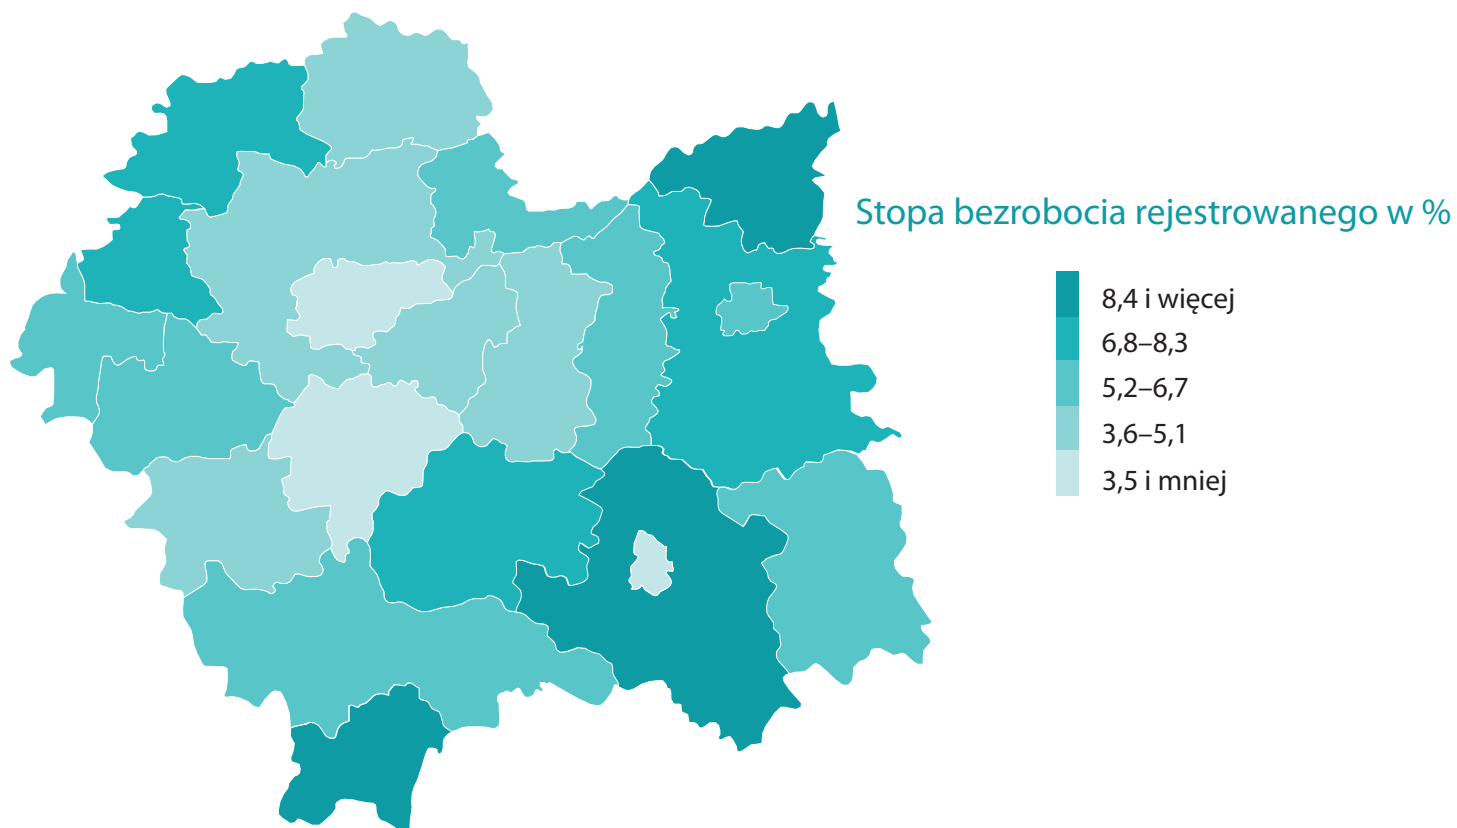 Stopa bezrobocia rejestrowanego w %
8,4 i więcej
6,8–8,3
5,2–6,7
3,6–5,1
3,5 i mniej